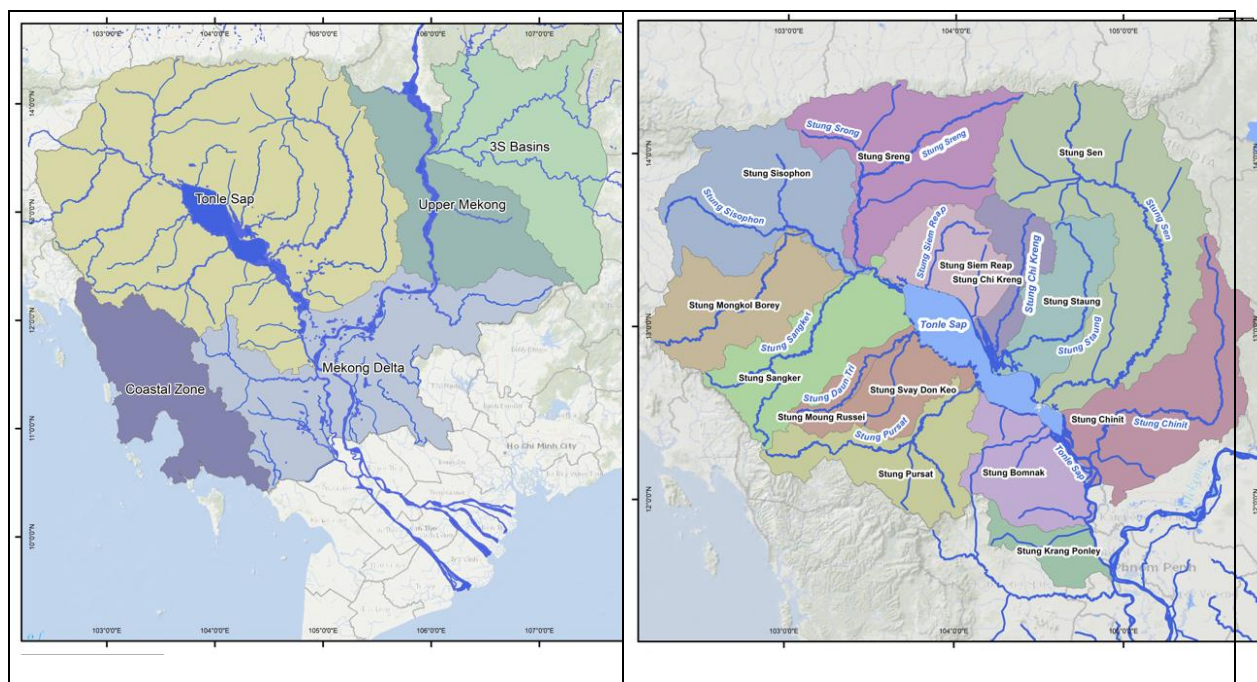 103°0'0"E
104°0'0"E
105°0'0"E
106°0'0"E
107°0'0"E
3S Basins
Tonle Sap
Upper Mekong
Mekong Delta
Coastal Zone
Ho Chi Minh City
103°0'0"E
104°0'0"E
105°0'0"E
106°0'0"E
107°0'0"E
103°0'0"E
104°0'0"E
105°0'0"E
Stung Srong
Stung Sreng
Stung Sreng
Stung Sen
Stung Sisophon
Stung Sisophon
Stung Sen
Stung Siem Reap
Stung Chi Kreng
Stung Siem Reap
Stung Chi Kreng
Stung Staung
Stung Mongkol Borey
Tonle Sap
Stung Staung
Stung Sangket
Stung Sangker
Stung Daun Tri
Stung Svay Don Keo
Stung Moung Russei
Stung Pursat
Stung Chinit
Stung Chinit
Tonle Sap
Stung Pursat
Stung Bomnak
Stung Krang Ponley
Phnom Penh
103°0'0"E
104°0'0"E
105°0'0"E